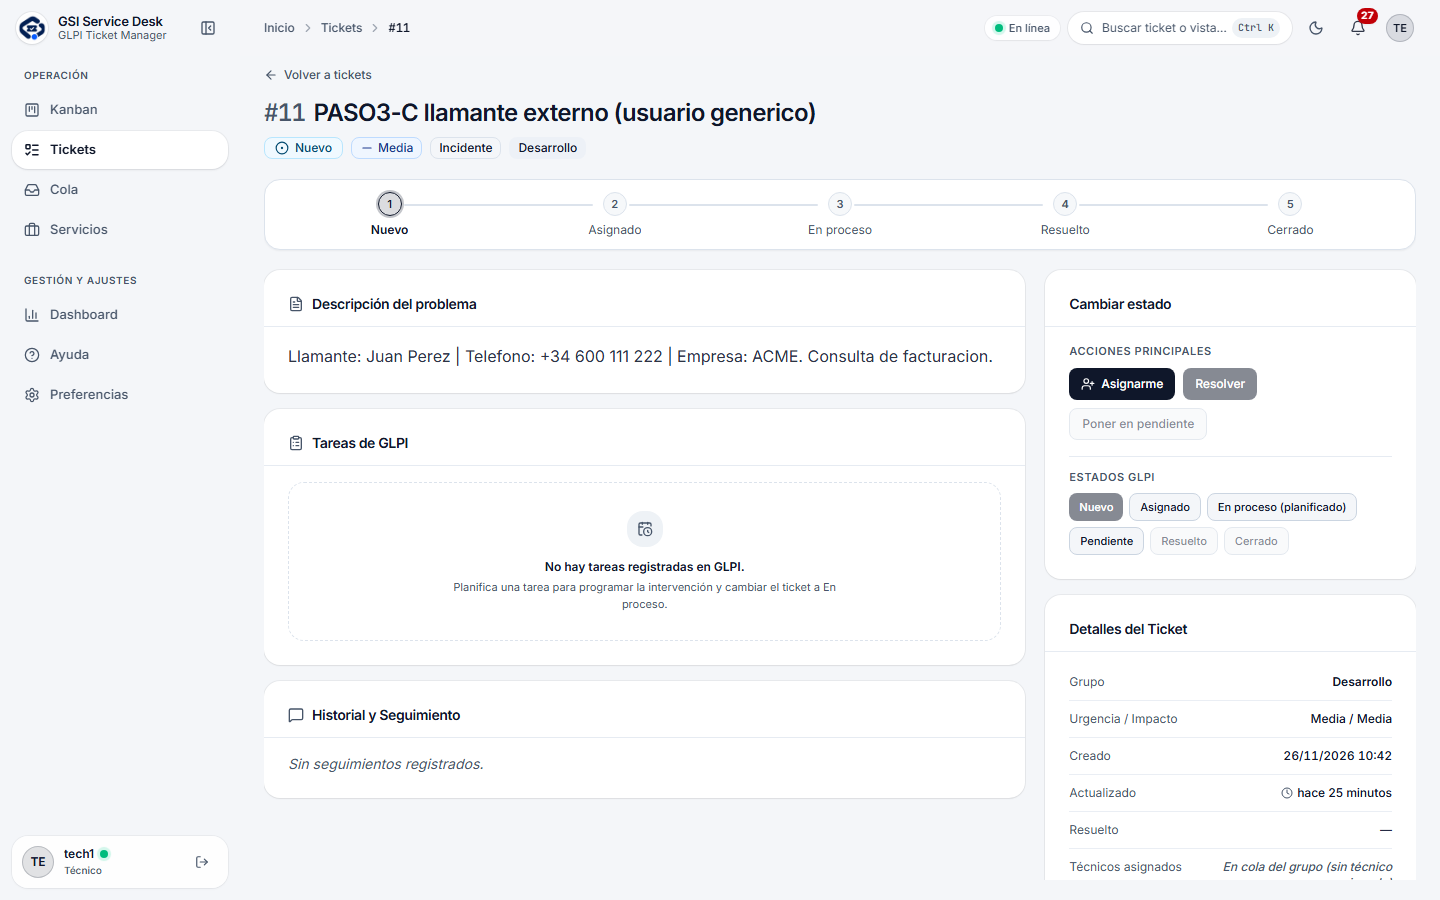 GSI Service Desk
GLPI Ticket Manager
Inicio > Tickets > #11
En línea
Buscar ticket o vista... Ctrl K
27
TE
OPERACIÓN
Kanban
Tickets
Cola
Servicios
GESTIÓN Y AJUSTES
Dashboard
Ayuda
Preferencias
TE
tech1
Técnico
Volver a tickets
#11 PASO3-C llamante externo (usuario generico)
Nuevo
Media
Incidente
Desarrollo
1 2 3 4 5
Nuevo Asignado En proceso Resuelto Cerrado
Descripción del problema
Llamante: Juan Perez | Telefono: +34 600 111 222 | Empresa: ACME. Consulta de facturacion.
Tareas de GLPI
No hay tareas registradas en GLPI.
Planifica una tarea para programar la intervención y cambiar el ticket a En
proceso.
Historial y Seguimiento
Sin seguimientos registrados.
Cambiar estado
ACCIONES PRINCIPALES
Asignarme Resolver
Poner en pendiente
ESTADOS GLPI
Nuevo Asignado En proceso (planificado)
Pendiente Resuelto Cerrado
Detalles del Ticket
Grupo Desarrollo
Urgencia / Impacto Media / Media
Creado 26/11/2026 10:42
Actualizado hace 25 minutos
Resuelto —
Técnicos asignados En cola del grupo (sin técnico